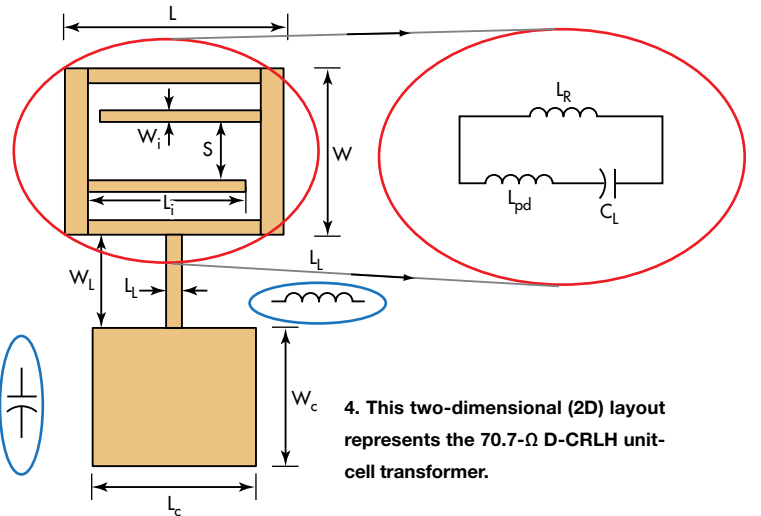 L
L_R
W_i
S
W
L_pd
C_L
L_i
L_L
W_L
L_L
W_c
4. This two-dimensional (2D) layout
represents the 70.7-Ω D-CRLH unit-
cell transformer.
L_c